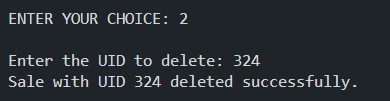 ENTER YOUR CHOICE: 2
Enter the UID to delete: 324
Sale with UID 324 deleted successfully.